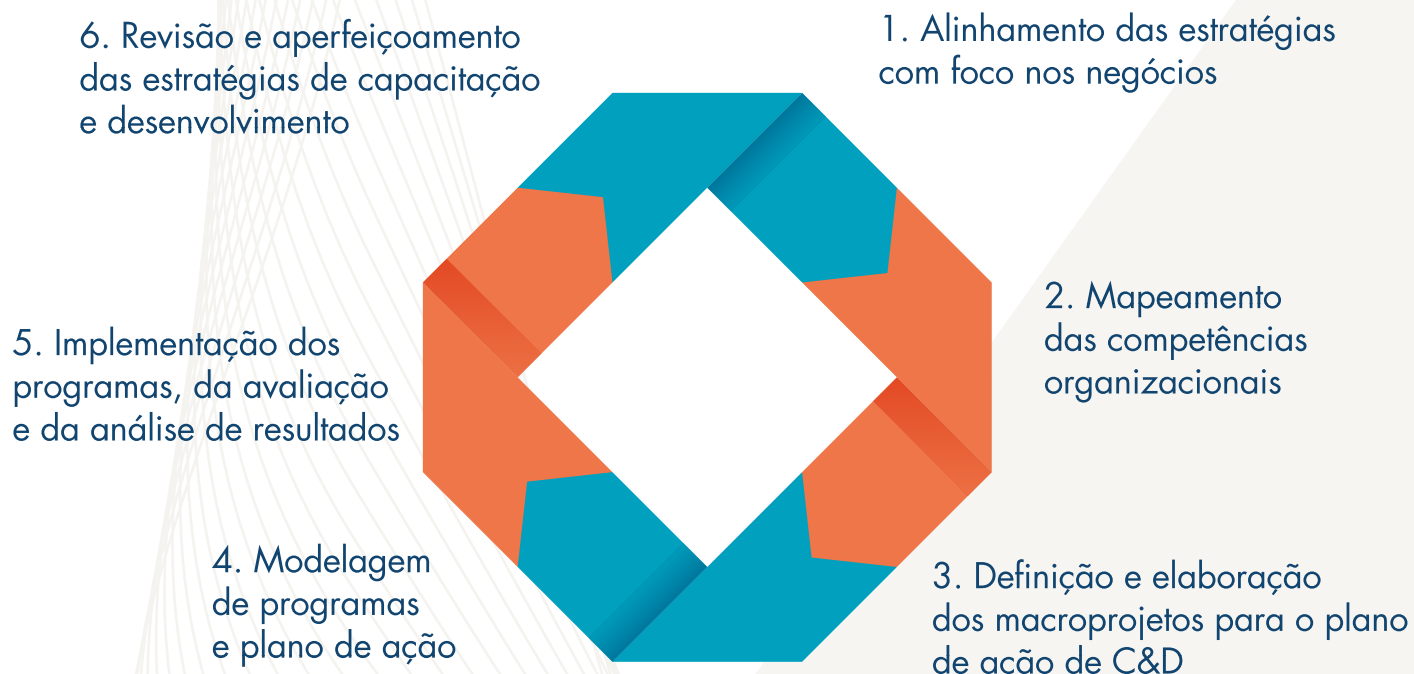 1. Alinhamento das estratégias
com foco nos negócios
2. Mapeamento
das competências
organizacionais
3. Definição e elaboração
dos macroprojetos para o plano
de ação de C&D
4. Modelagem
de programas
e plano de ação
5. Implementação dos
programas, da avaliação
e da análise de resultados
6. Revisão e aperfeiçoamento
das estratégias de capacitação
e desenvolvimento